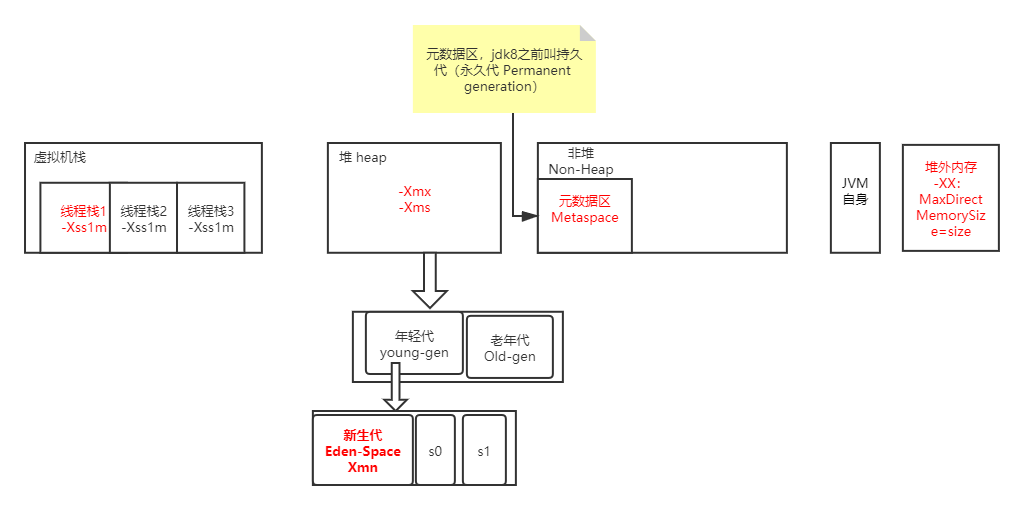 元数据区，jdk8之前叫持久
代（永久代 Permanent
generation）
虚拟机栈
线程栈1
-Xss1m
线程栈2
-Xss1m
线程栈3
-Xss1m
堆 heap
-Xmx
-Xms
非堆
Non-Heap
元数据区
Metaspace
JVM
自身
堆外内存
-XX:
MaxDirect
MemorySiz
e=size
年轻代
young-gen
老年代
Old-gen
新生代
Eden-Space
Xmn
s0
s1